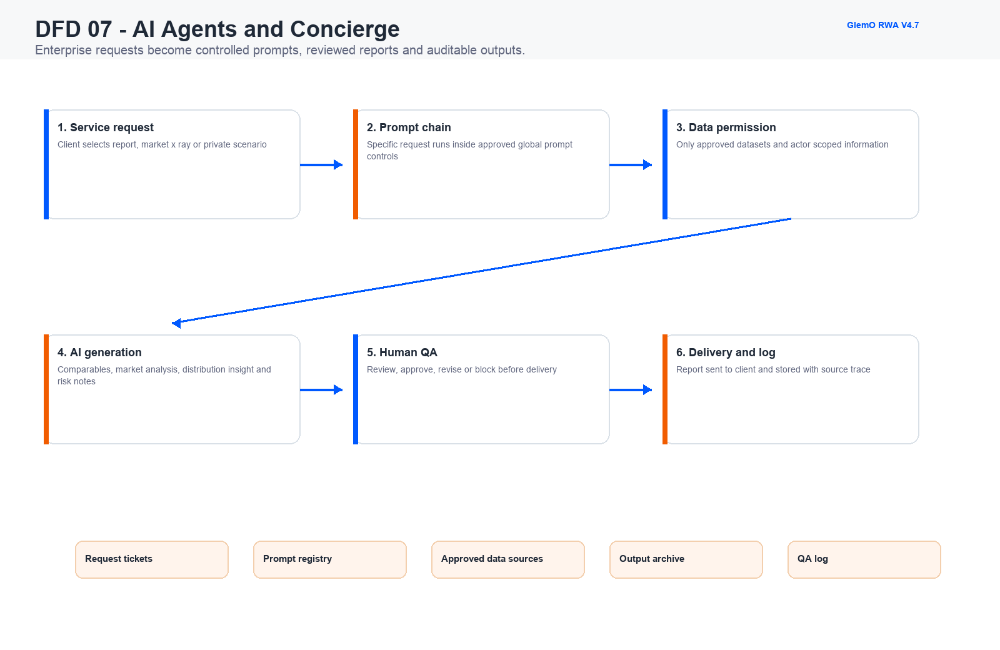 DFD 07 - AI Agents and Concierge
GlemO RWA V4.7
Enterprise requests become controlled prompts, reviewed reports and auditable outputs.
1. Service request
Client selects report, market x ray or private scenario
2. Prompt chain
Specific request runs inside approved global prompt
controls
3. Data permission
Only approved datasets and actor scoped information
4. AI generation
Comparables, market analysis, distribution insight and
risk notes
5. Human QA
Review, approve, revise or block before delivery
6. Delivery and log
Report sent to client and stored with source trace
Request tickets
Prompt registry
Approved data sources
Output archive
QA log